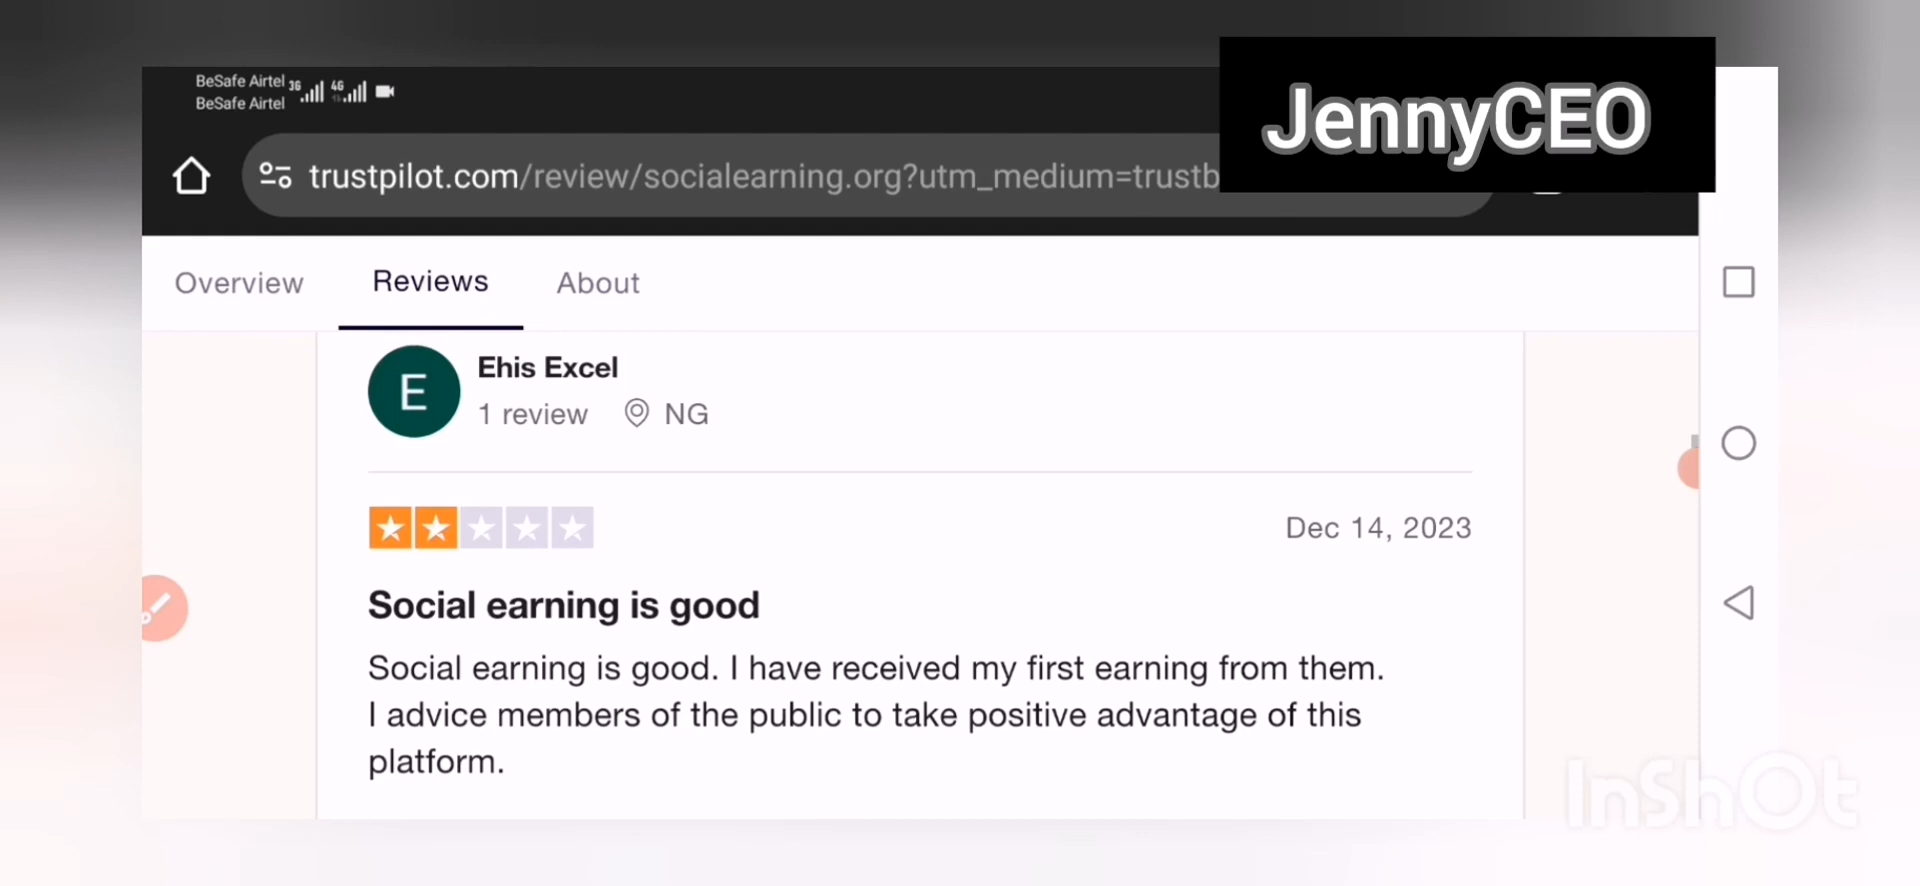 BeSafe Airtel 3G 4G
BeSafe Airtel
JennyCEO
trustpilot.com/review/socialearning.org?utm_medium=trustb
Overview Reviews About
E
Ehis Excel
1 review NG
Dec 14, 2023
Social earning is good
Social earning is good. I have received my first earning from them.
I advice members of the public to take positive advantage of this
platform.
InShOt